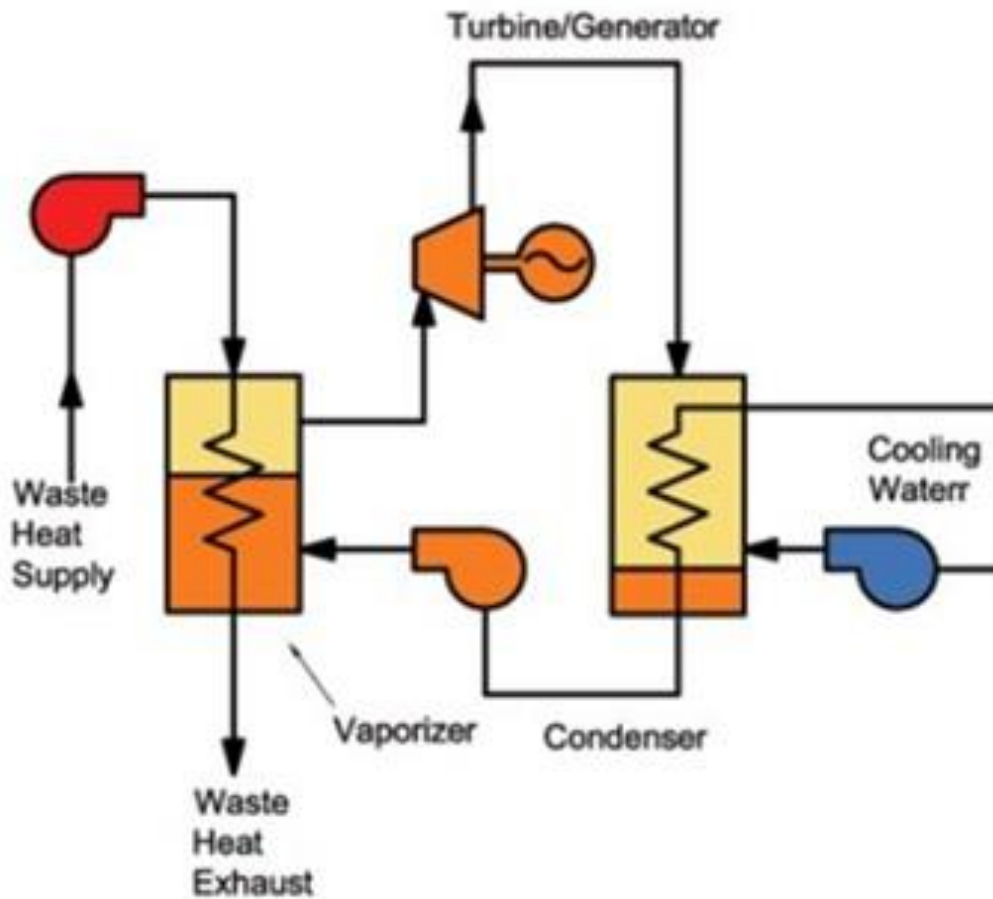 Turbine/Generator
Waste
Heat
Supply
Cooling
Waterr
Vaporizer
Condenser
Waste
Heat
Exhaust